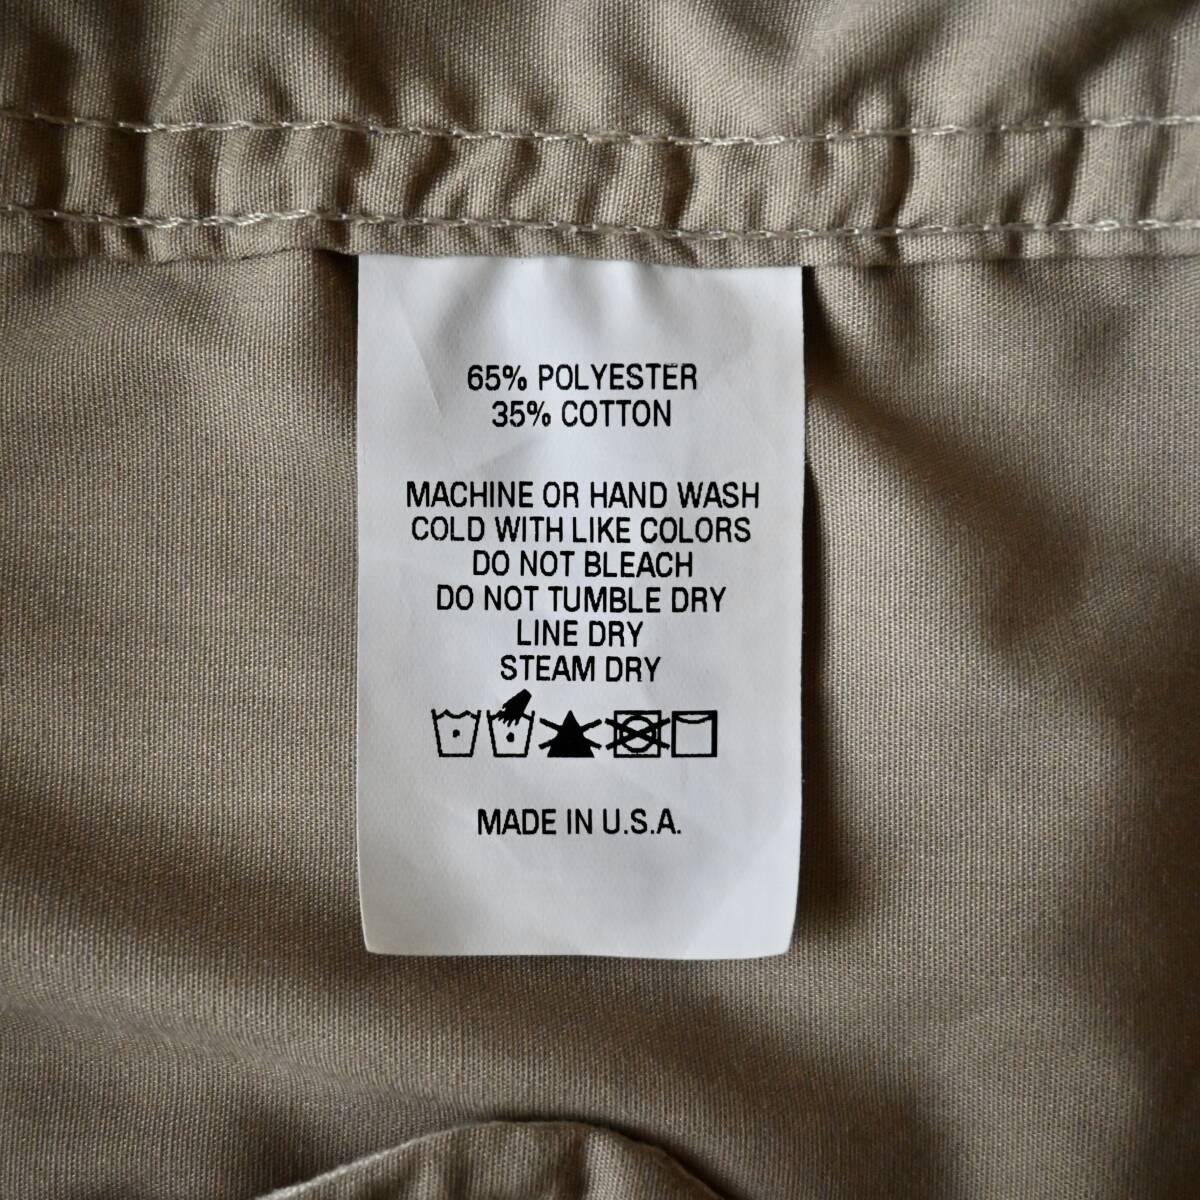 65% POLYESTER
35% COTTON
MACHINE OR HAND WASH
COLD WITH LIKE COLORS
DO NOT BLEACH
DO NOT TUMBLE DRY
LINE DRY
STEAM DRY
MADE IN U.S.A.